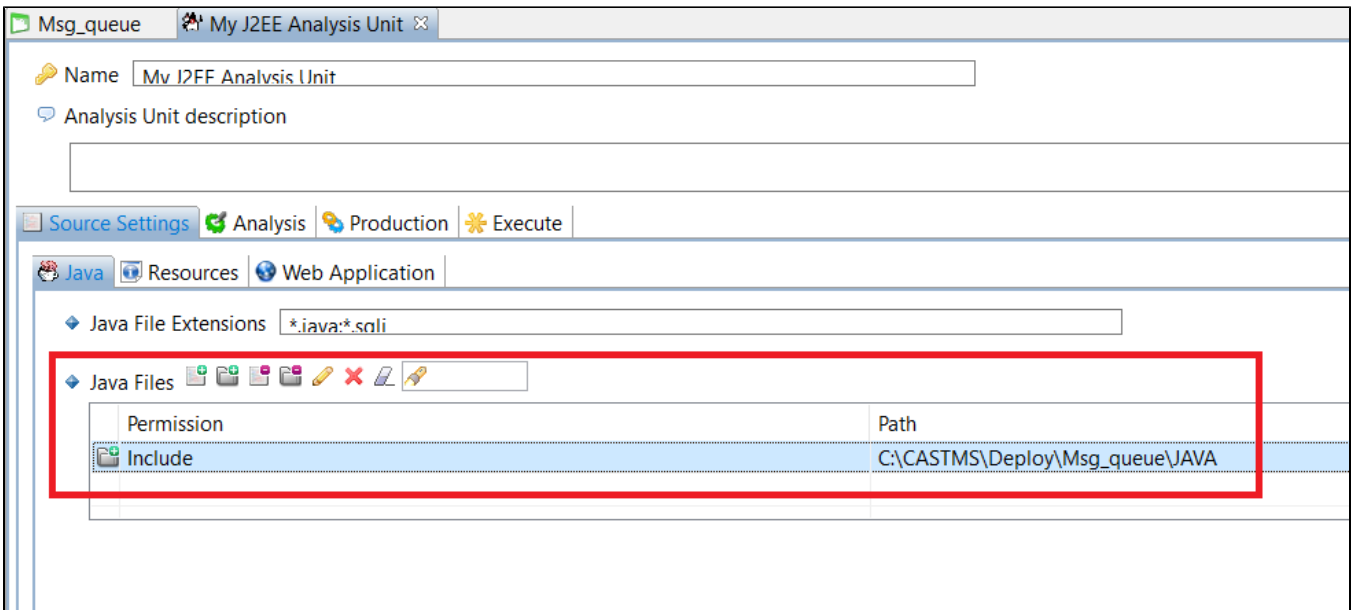 Msg_queue My J2EE Analysis Unit
Name My J2EE Analysis Unit
Analysis Unit description
Source Settings Analysis Production Execute
Java Resources Web Application
Java File Extensions *.java;*.sqlj
Java Files
Permission Path
Include C:\CASTMS\Deploy\Msg_queue\JAVA